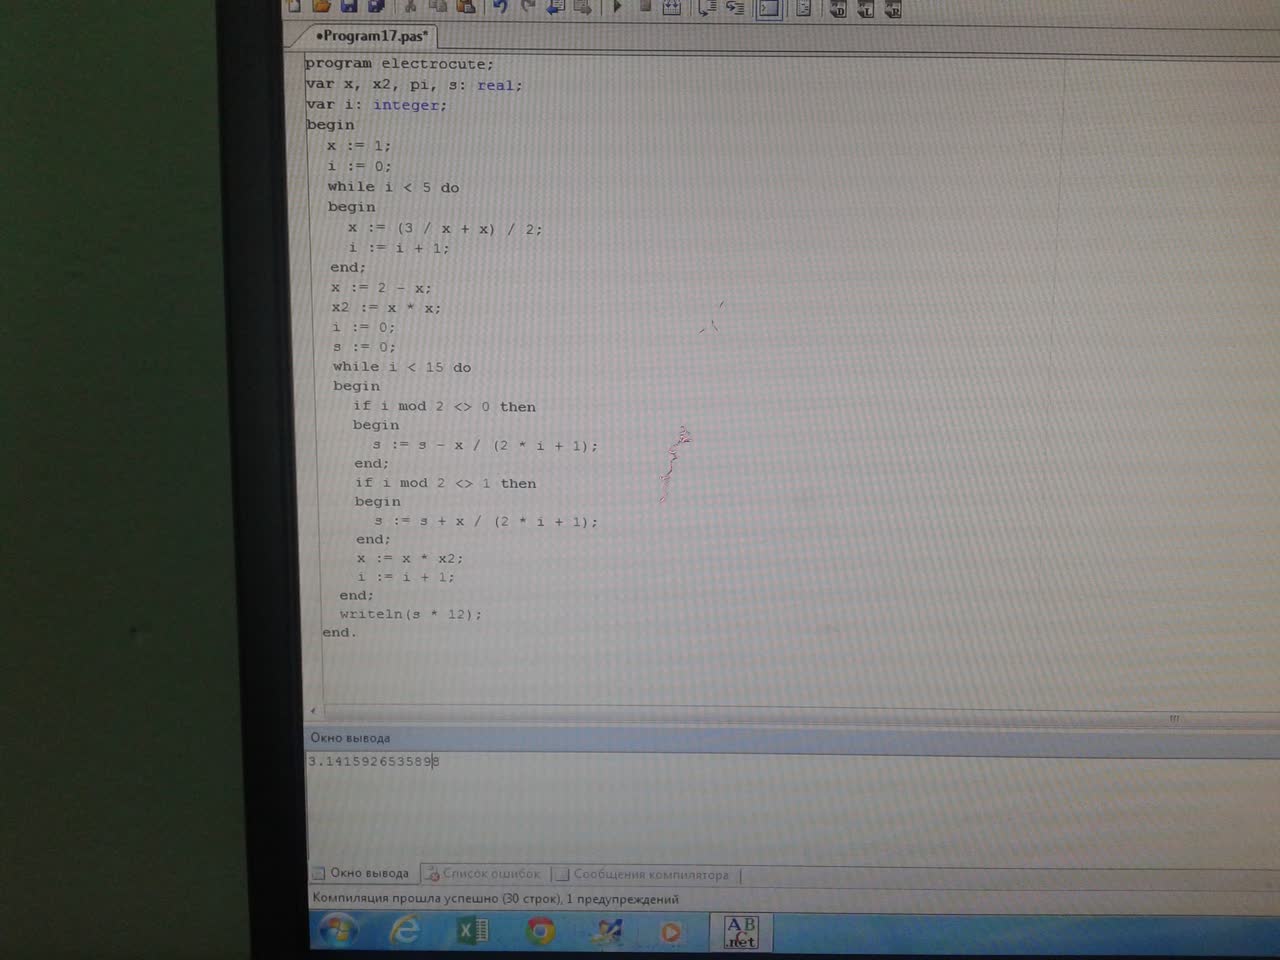 •Program17.pas*
program electrocute;
var x, x2, pi, s: real;
var i: integer;
begin
x := 1;
i := 0;
while i < 5 do
begin
x := (3 / x + x) / 2;
i := i + 1;
end;
x := 2 - x;
x2 := x * x;
i := 0;
s := 0;
while i < 15 do
begin
if i mod 2 <> 0 then
begin
s := s - x / (2 * i + 1);
end;
if i mod 2 <> 1 then
begin
s := s + x / (2 * i + 1);
end;
x := x * x2;
i := i + 1;
end;
writeln(s * 12);
end.
Окно вывода
3.1415926535898
Окно вывода Список ошибок Сообщения компилятора
Компиляция прошла успешно (30 строк), 1 предупреждений
AB
.net